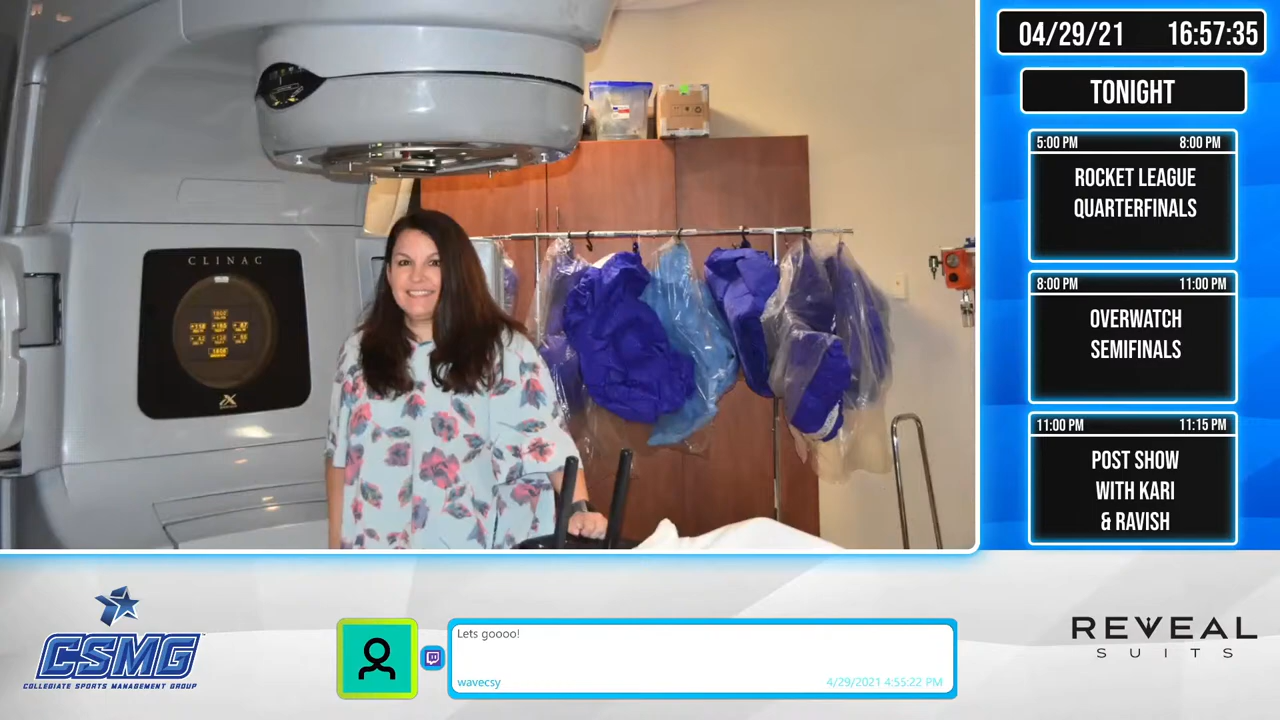 CLINAC
04/29/21 16:57:35
TONIGHT
5:00 PM 8:00 PM
ROCKET LEAGUE
QUARTERFINALS
8:00 PM 11:00 PM
OVERWATCH
SEMIFINALS
11:00 PM 11:15 PM
POST SHOW
WITH KARI
& RAVISH
CSMG
COLLEGIATE SPORTS MANAGEMENT GROUP
Lets goooo!
wavecsy 4/29/2021 4:55:22 PM
REVEAL
SUITS